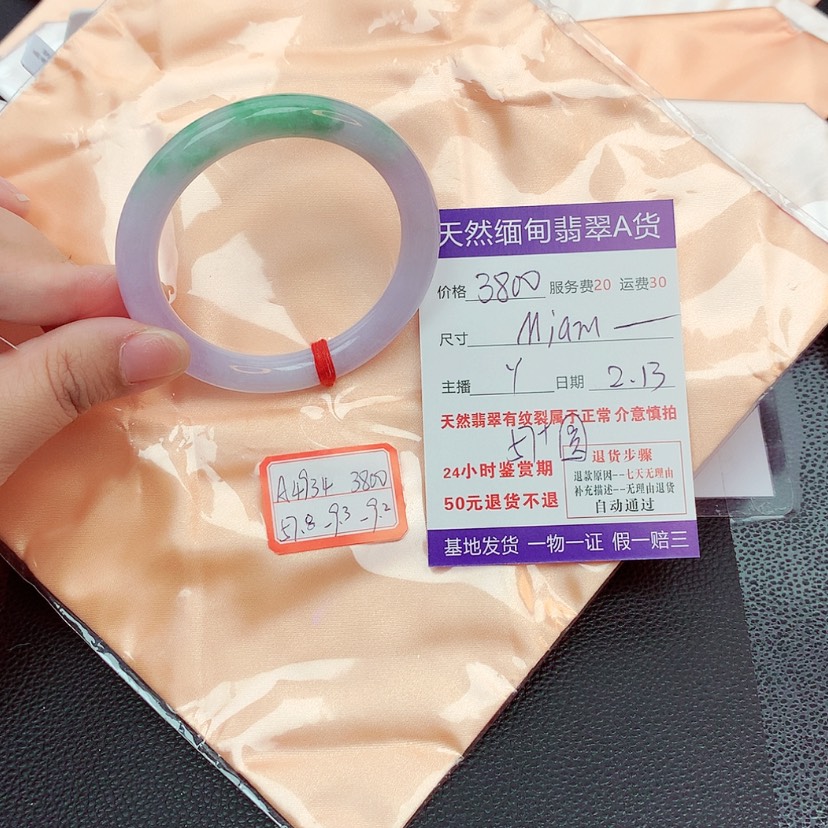 天然缅甸翡翠A货
价格 3800 服务费20 运费30
尺寸 Miam
主播 Y 日期 2.13
天然翡翠有纹裂属于正常 介意慎拍
57+圆
24小时鉴赏期
50元退货不退
退货步骤
退款原因--七天无理由
补充描述--无理由退货
自动通过
基地发货 一物一证 假一赔三
A4934 3800
57.8-9.3-9.2